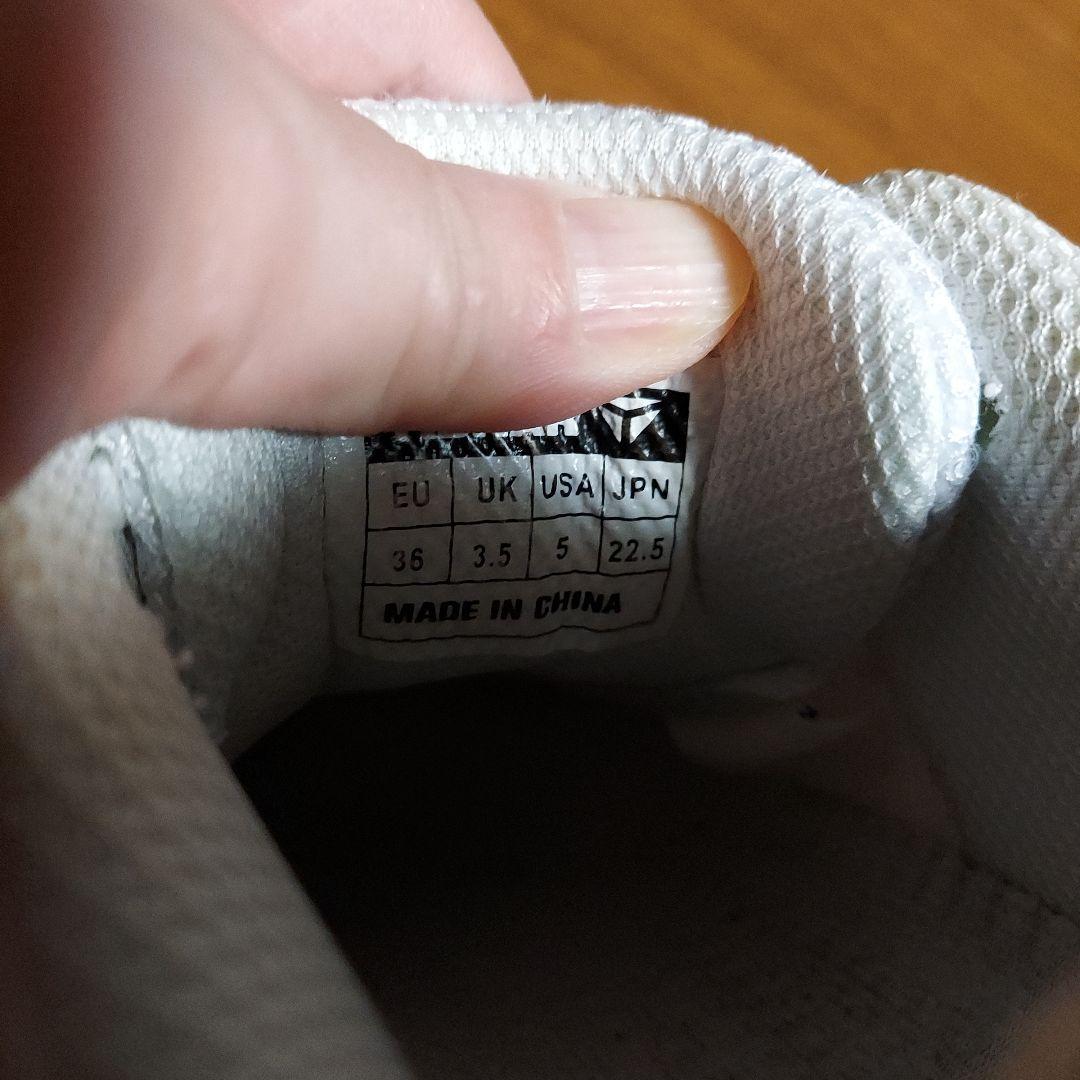 EU UK USA JPN
36 3.5 5 22.5
MADE IN CHINA